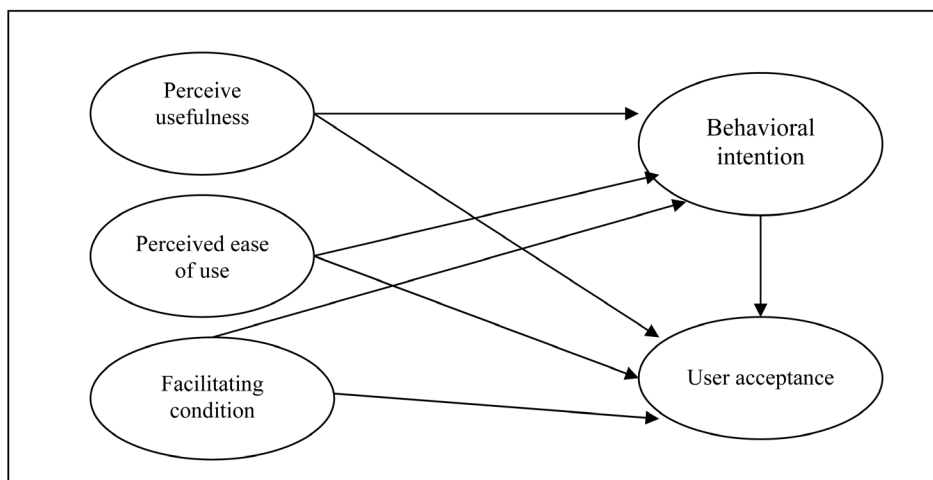 Perceive
usefulness
Behavioral
intention
Perceived ease
of use
Facilitating
condition
User acceptance